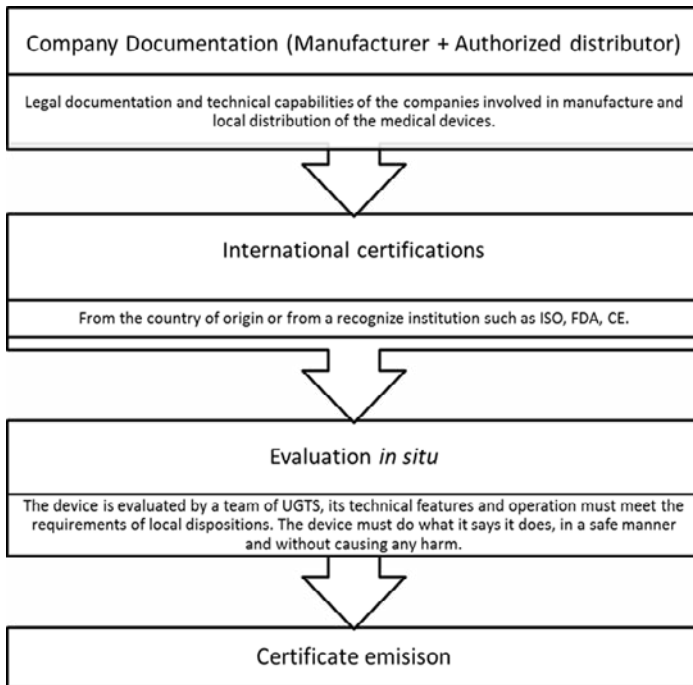 Company Documentation (Manufacturer + Authorized distributor)
Legal documentation and technical capabilities of the companies involved in manufacture and
local distribution of the medical devices.
International certifications
From the country of origin or from a recognize institution such as ISO, FDA, CE.
Evaluation in situ
The device is evaluated by a team of UGTS, its technical features and operation must meet the
requirements of local dispositions. The device must do what it says it does, in a safe manner
and without causing any harm.
Certificate emisison